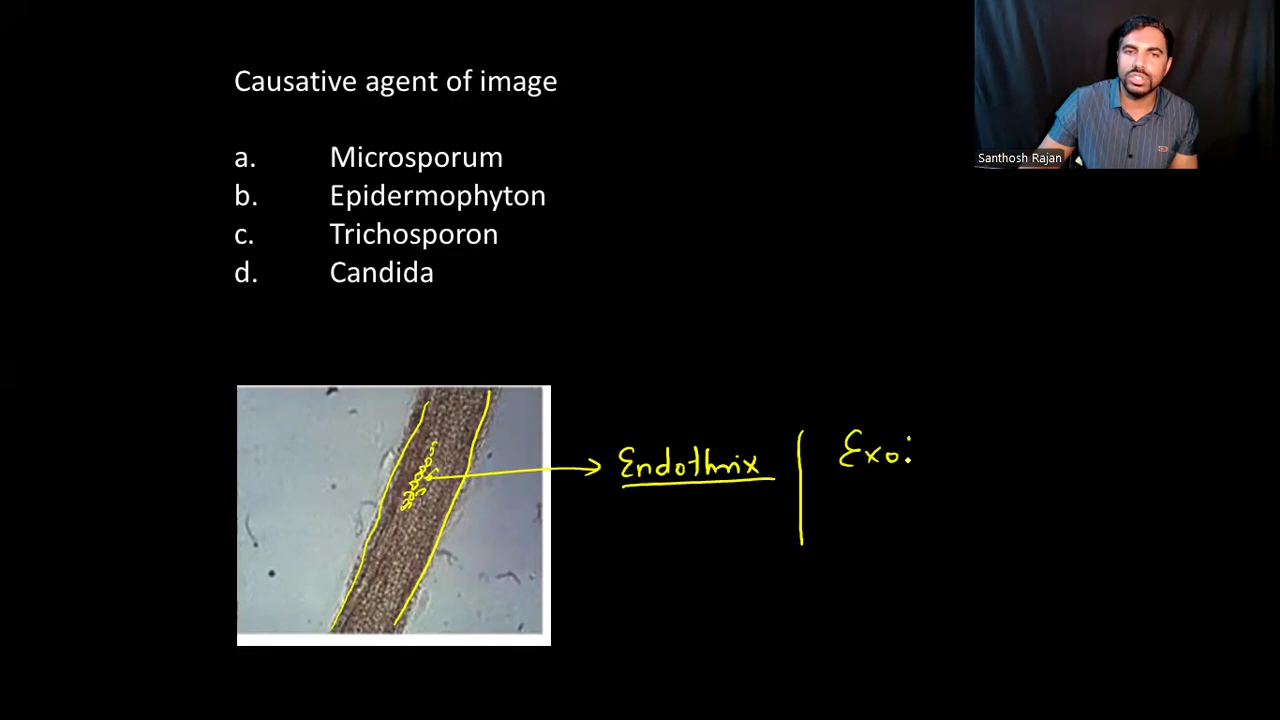 Causative agent of image
a. Microsporum
b. Epidermophyton
c. Trichosporon
d. Candida
Santhosh Rajan
Endothrix
Exo: